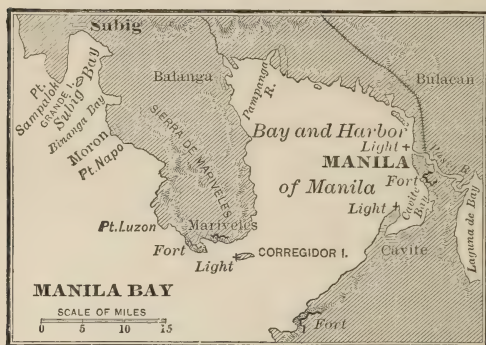 Subig
Pt. Sampalok
GRANDE I.
Subig Bay
Binanga Bay
Moron
Pt. Napo
Balanga
SIERRA DE MARIVELES
Pampanga R.
Bulacan
Bay and Harbor
of Manila
Light
MANILA
Pasig R.
Fort
Light
Cavite Bay
Cavite
Laguna de Bay
Pt. Luzon
Mariveles
Fort
Light
CORREGIDOR I.
Fort
MANILA BAY
SCALE OF MILES
0 5 10 15